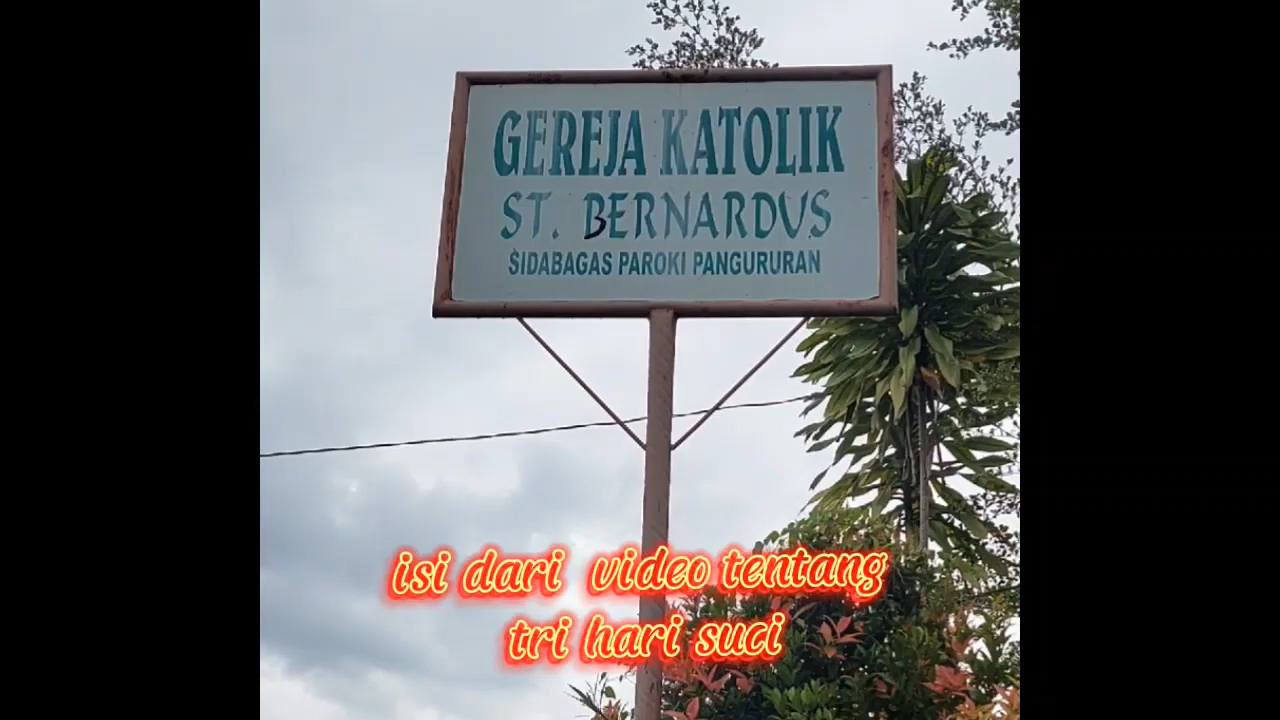 GEREJA KATOLIK
ST. BERNARDUS
SIDABAGAS PAROKI PANGURURAN
isi dari video tentang
tri hari suci